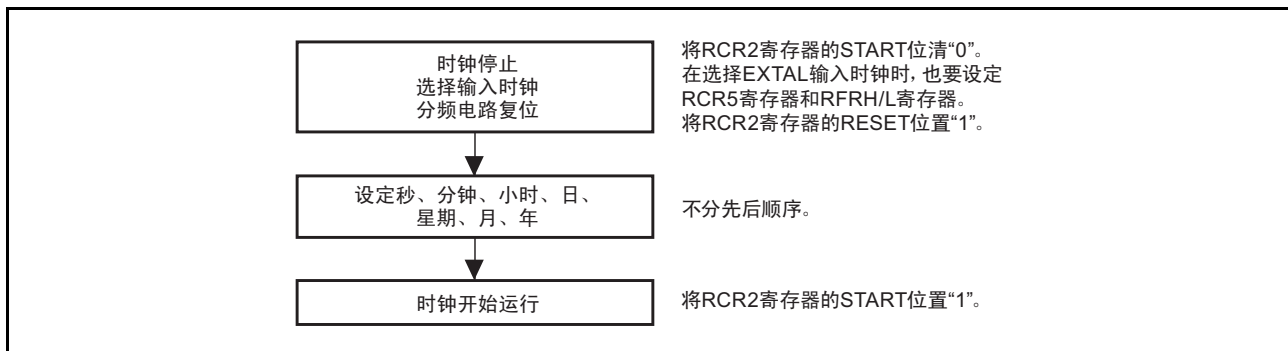 时钟停止
选择输入时钟
分频电路复位
将RCR2寄存器的START位清“0”。
在选择EXTAL输入时钟时,也要设定
RCR5寄存器和RFRH/L寄存器。
将RCR2寄存器的RESET位置“1”。
设定秒、分钟、小时、日、
星期、月、年
不分先后顺序。
时钟开始运行
将RCR2寄存器的START位置“1”。